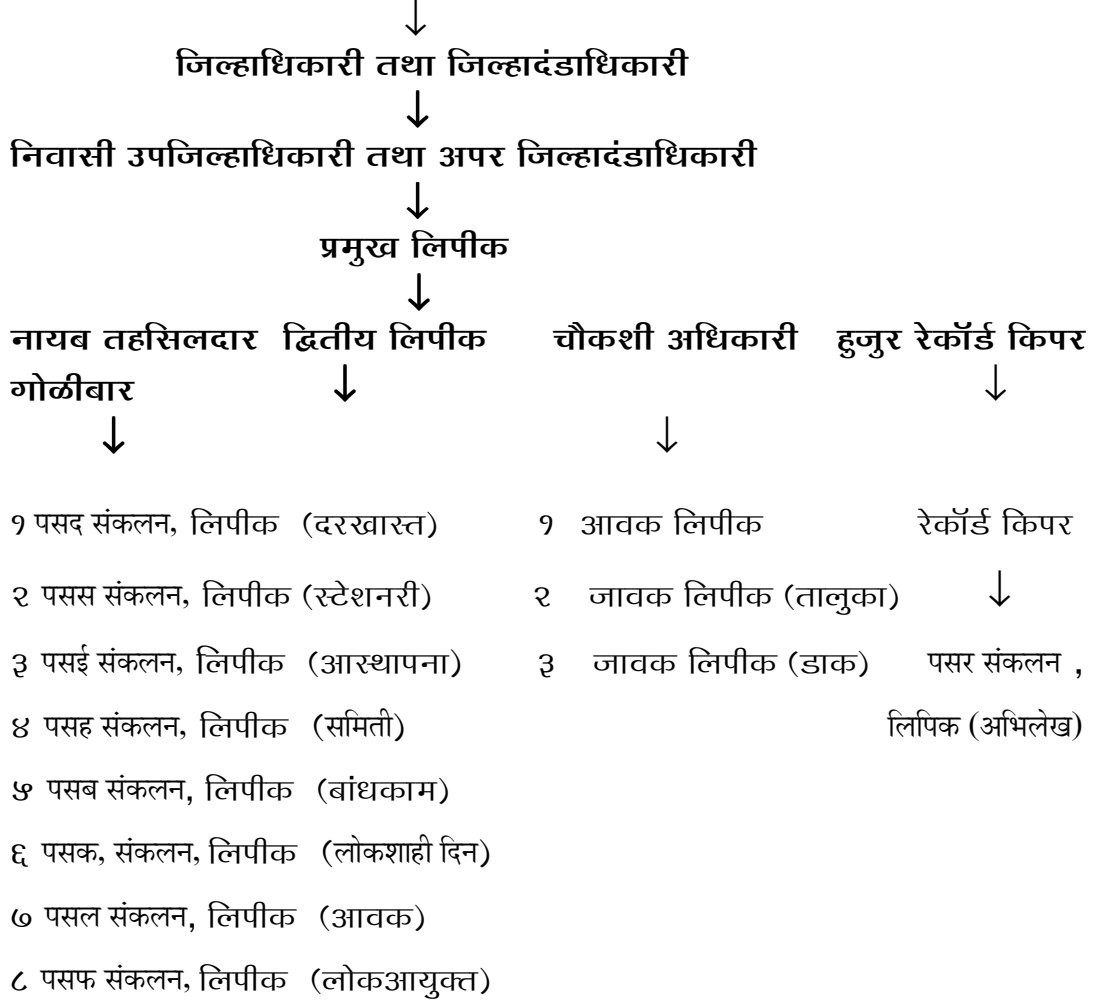 ↓
जिल्हाधिकारी तथा जिल्हादंडाधिकारी
↓
निवासी उपजिल्हाधिकारी तथा अपर जिल्हादंडाधिकारी
↓
प्रमुख लिपीक
↓
नायब तहसिलदार द्वितीय लिपीक चौकशी अधिकारी हुजुर रेकॉर्ड किपर
गोळीबार ↓ ↓
↓ ↓
१ पसद संकलन, लिपीक (दरखास्त) १ आवक लिपीक रेकॉर्ड किपर
२ पसस संकलन, लिपीक (स्टेशनरी) २ जावक लिपीक (तालुका) ↓
३ पसई संकलन, लिपीक (आस्थापना) ३ जावक लिपीक (डाक) पसर संकलन ,
४ पसह संकलन, लिपीक (समिती) लिपिक (अभिलेख)
५ पसब संकलन, लिपीक (बांधकाम)
६ पसक, संकलन, लिपीक (लोकशाही दिन)
७ पसल संकलन, लिपीक (आवक)
८ पसफ संकलन, लिपीक (लोकआयुक्त)